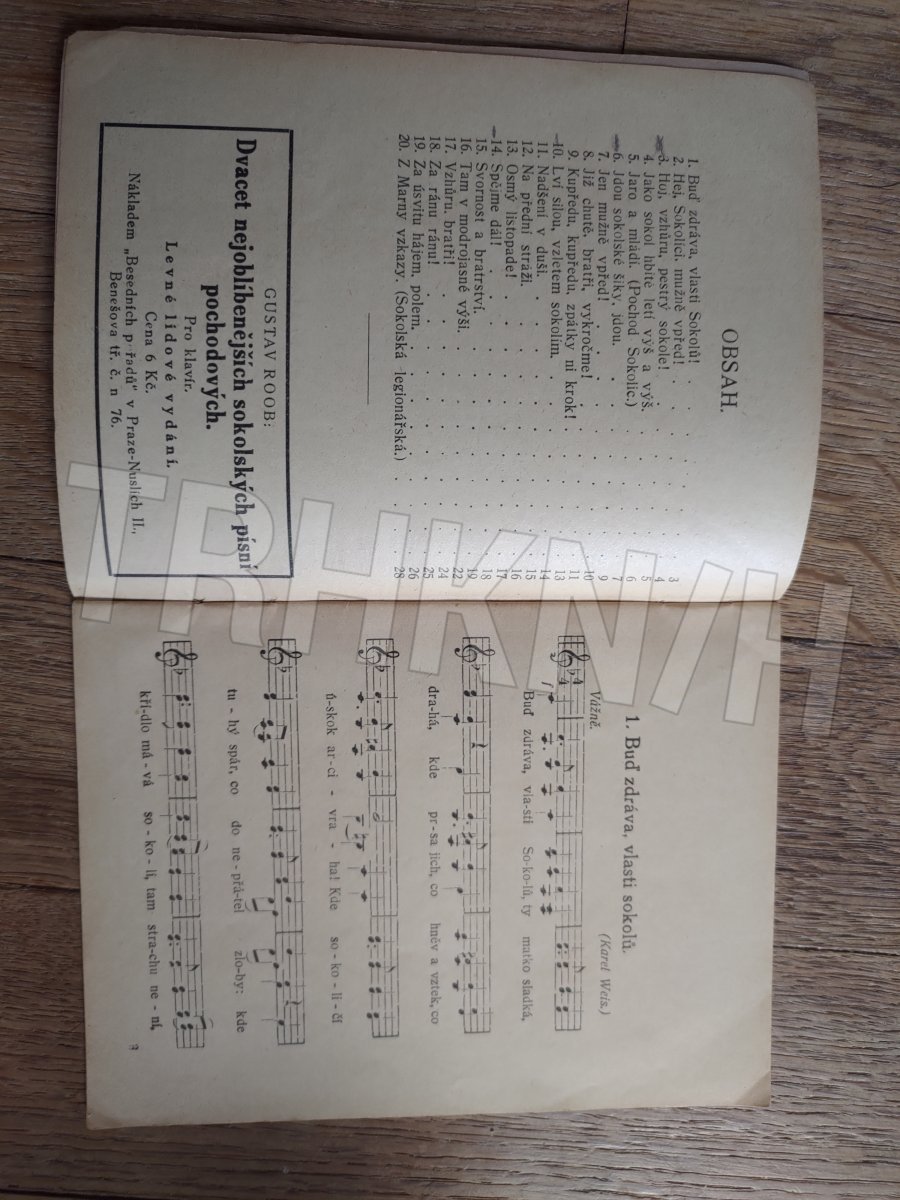 OBSAH.
1. Buď zdráva, vlasti Sokolů! . . . 3
2. Hej, Sokolíci, mužně vpřed! . . . 4
3. Hoj, vzhůru, pestrý sokole! . . . 5
4. Jako sokol hbitě letí výš a výš. . . . 6
5. Jaro a mládí. (Pochod Sokolic.) . . . 7
6. Jdou sokolské šiky, jdou. . . . 9
7. Jen mužně vpřed! . . . 10
8. Již chutě, bratři, vykročme! . . . 11
9. Kupředu, kupředu, zpátky ni krok! . . . 13
10. Lví silou, vzletem sokolím. . . . 14
11. Nadšení v duši. . . . 15
12. Na přední stráži. . . . 16
13. Osmý listopade! . . . 17
14. Spějme dál! . . . 18
15. Svornost a bratrství. . . . 19
16. Tam v modrojasné výši. . . . 22
17. Vzhůru, bratři! . . . 24
18. Za ránu ránu! . . . 25
19. Za úsvitu hájem, polem. . . . 26
20. Z Marny vzkazy. (Sokolská legionářská.) . . . 28
GUSTAV ROOB:
Dvacet nejoblíbenějších sokolských písní
pochodových.
Pro klavír.
Levné lidové vydání.
Cena 6 Kč.
Nákladem „Besedních pořadů" v Praze-Nuslích II.,
Benešova tř. č. n 76.
1. Buď zdráva, vlasti sokolů.
(Karel Weis.)
Vážně.
f
Buď zdráva, vla-sti So-ko-lů, ty matko sladká,
dra-há, kde pr-sa jich, co hněv a vztek, co
ú-skok ar-ci - vra - ha! Kde so - ko - li - čí
tu - hý spár, co do ne - přá-tel zlo-by: kde
kří-dlo má - vá so - ko - lí, tam stra-chu ne - ní,
3
TRHKNIH